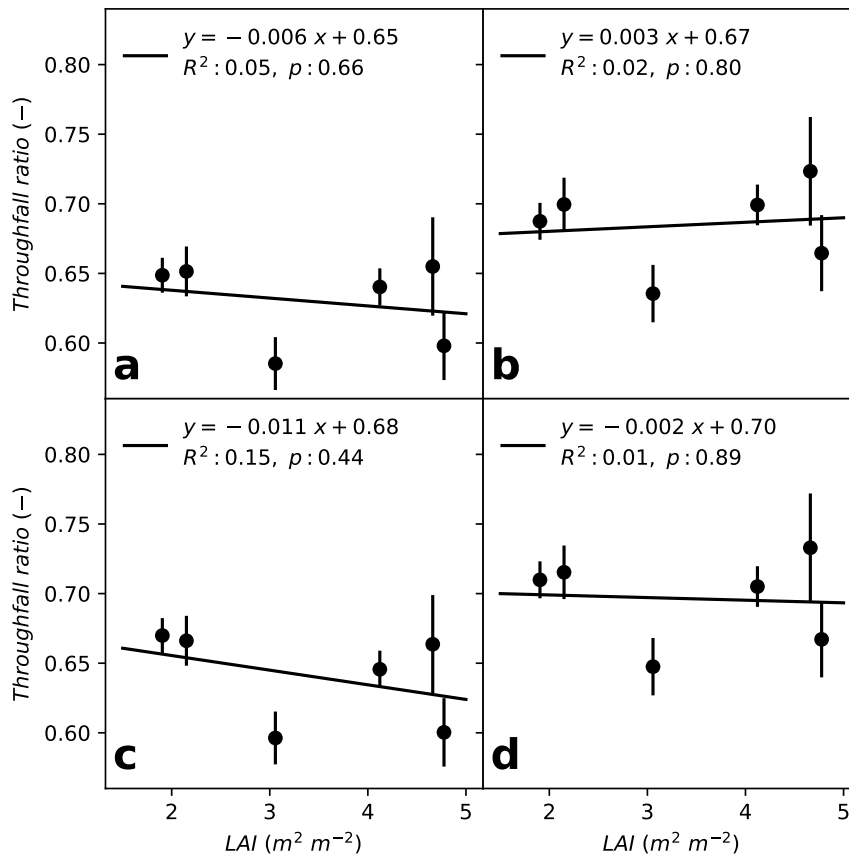 y = −0.006 x + 0.65
R² : 0.05, p : 0.66
y = 0.003 x + 0.67
R² : 0.02, p : 0.80
0.80
0.75
0.70
0.65
0.60
Throughfall ratio (−)
a
b
y = −0.011 x + 0.68
R² : 0.15, p : 0.44
y = −0.002 x + 0.70
R² : 0.01, p : 0.89
0.80
0.75
0.70
0.65
0.60
Throughfall ratio (−)
c
d
2 3 4 5
2 3 4 5
LAI (m² m⁻²)
LAI (m² m⁻²)